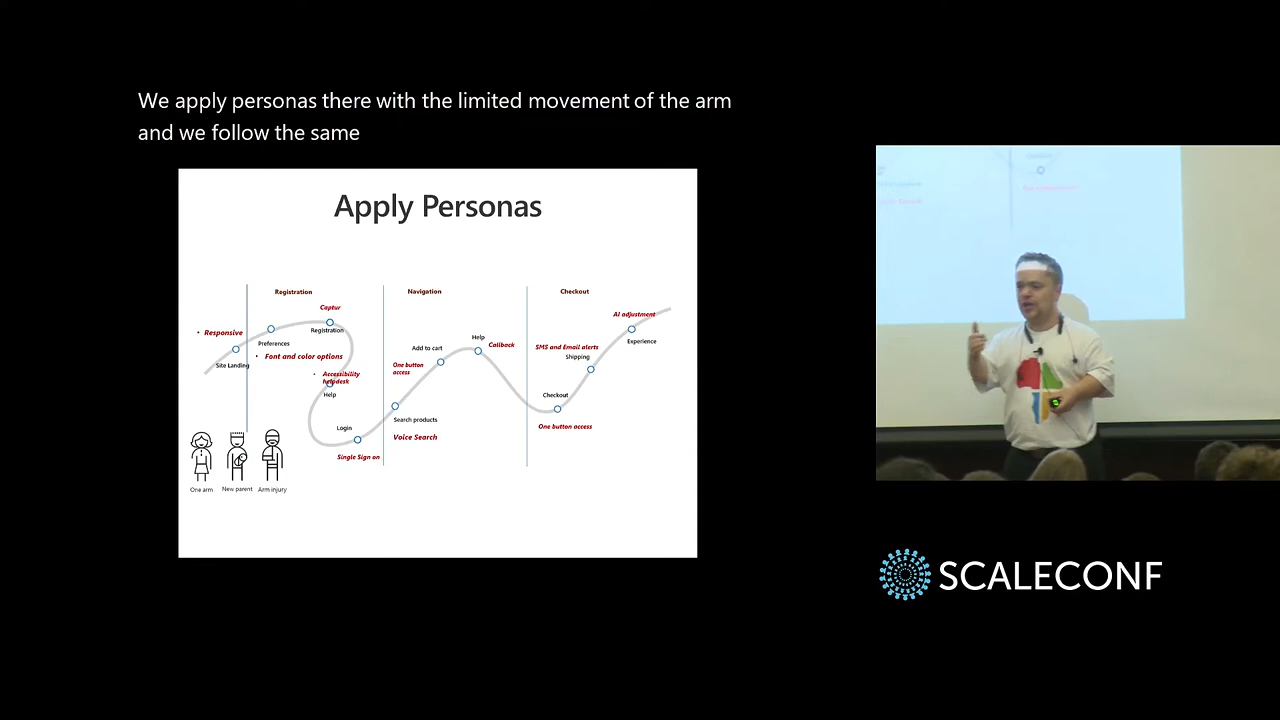 We apply personas there with the limited movement of the arm
and we follow the same
Apply Personas
Registration
Navigation
Checkout
• Responsive
Site Landing
Preferences
• Font and color options
Captur
Registration
• Accessibility
helpdesk
Help
Login
Single Sign on
Add to cart
One button
access
Search products
Voice Search
Help
Callback
SMS and Email alerts
Shipping
Checkout
One button access
AI adjustment
Experience
One arm
New parent
Arm injury
SCALECONF